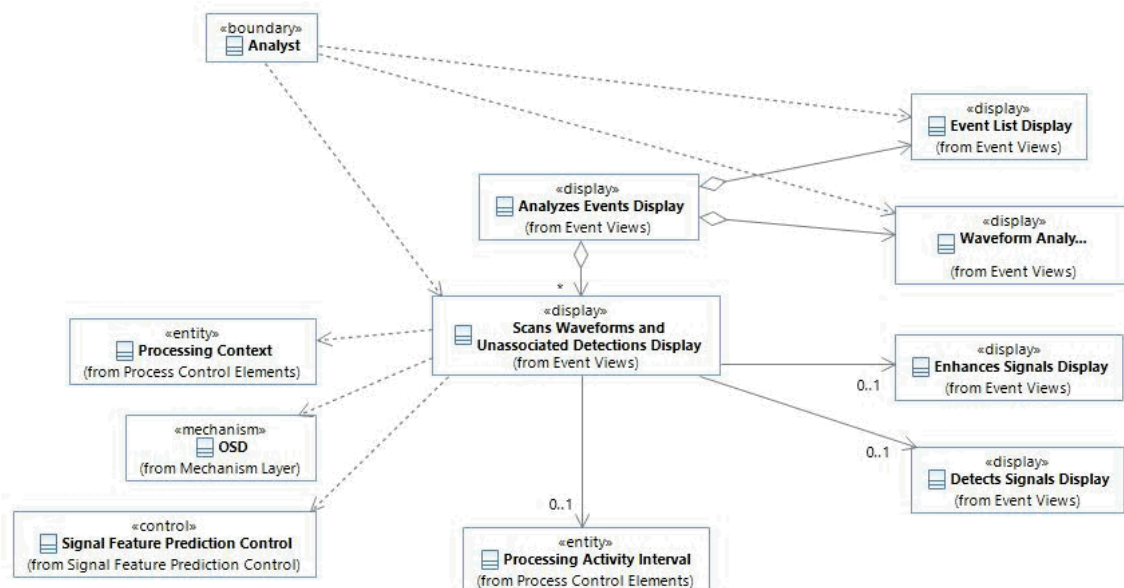 «boundary»
Analyst
«display»
Event List Display
(from Event Views)
«display»
Analyzes Events Display
(from Event Views)
«display»
Waveform Analy...
(from Event Views)
*
«display»
Scans Waveforms and
Unassociated Detections Display
(from Event Views)
«entity»
Processing Context
(from Process Control Elements)
«display»
Enhances Signals Display
(from Event Views)
0..1
«mechanism»
OSD
(from Mechanism Layer)
0..1
«display»
Detects Signals Display
(from Event Views)
0..1
«control»
Signal Feature Prediction Control
(from Signal Feature Prediction Control)
«entity»
Processing Activity Interval
(from Process Control Elements)